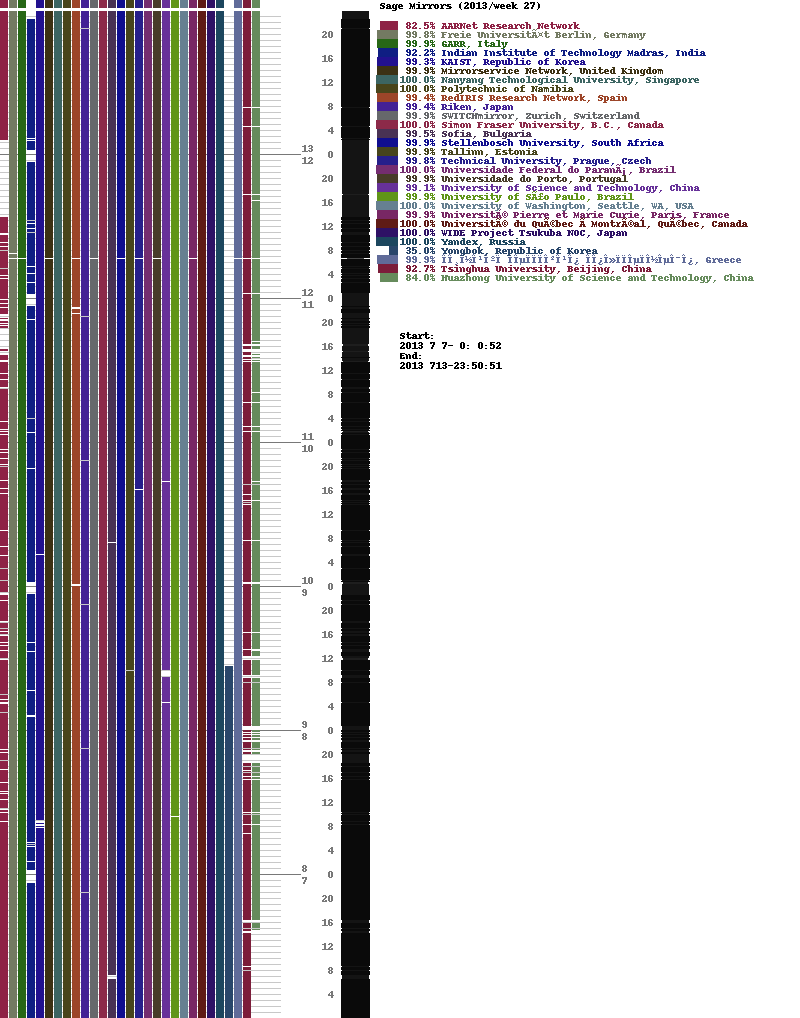 Sage Mirrors (2013/week 27)
82.5% AARNet Research Network
99.8% Freie UniversitÃ¤t Berlin, Germany
99.9% GARR, Italy
92.2% Indian Institute of Technology Madras, India
99.3% KAIST, Republic of Korea
99.9% Mirrorservice Network, United Kingdom
100.0% Nanyang Technological University, Singapore
100.0% Polytechnic of Namibia
99.4% RedIRIS Research Network, Spain
99.4% Riken, Japan
99.9% SWITCHmirror, Zurich, Switzerland
100.0% Simon Fraser University, B.C., Canada
99.5% Sofia, Bulgaria
99.9% Stellenbosch University, South Africa
99.9% Tallinn, Estonia
99.8% Technical University, Prague, Czech
100.0% Universidade Federal do ParanÃ¡, Brazil
99.9% Universidade do Porto, Portugal
99.1% University of Science and Technology, China
99.9% University of SÃ£o Paulo, Brazil
100.0% University of Washington, Seattle, WA, USA
99.9% UniversitÃ© Pierre et Marie Curie, Paris, France
100.0% UniversitÃ© du QuÃ©bec Ã MontrÃ©al, QuÃ©bec, Canada
100.0% WIDE Project Tsukuba NOC, Japan
100.0% Yandex, Russia
35.0% Yongbok, Republic of Korea
99.9% Greece
92.7% Tsinghua University, Beijing, China
84.0% Huazhong University of Science and Technology, China
Start:
2013 7 7- 0: 0:52
End:
2013 713-23:50:51
20
16
12
8
4
13
0
12
20
16
12
8
4
12
0
11
20
16
12
8
4
11
0
10
20
16
12
8
4
10
0
9
20
16
12
8
4
9
0
8
20
16
12
8
4
8
0
7
20
16
12
8
4